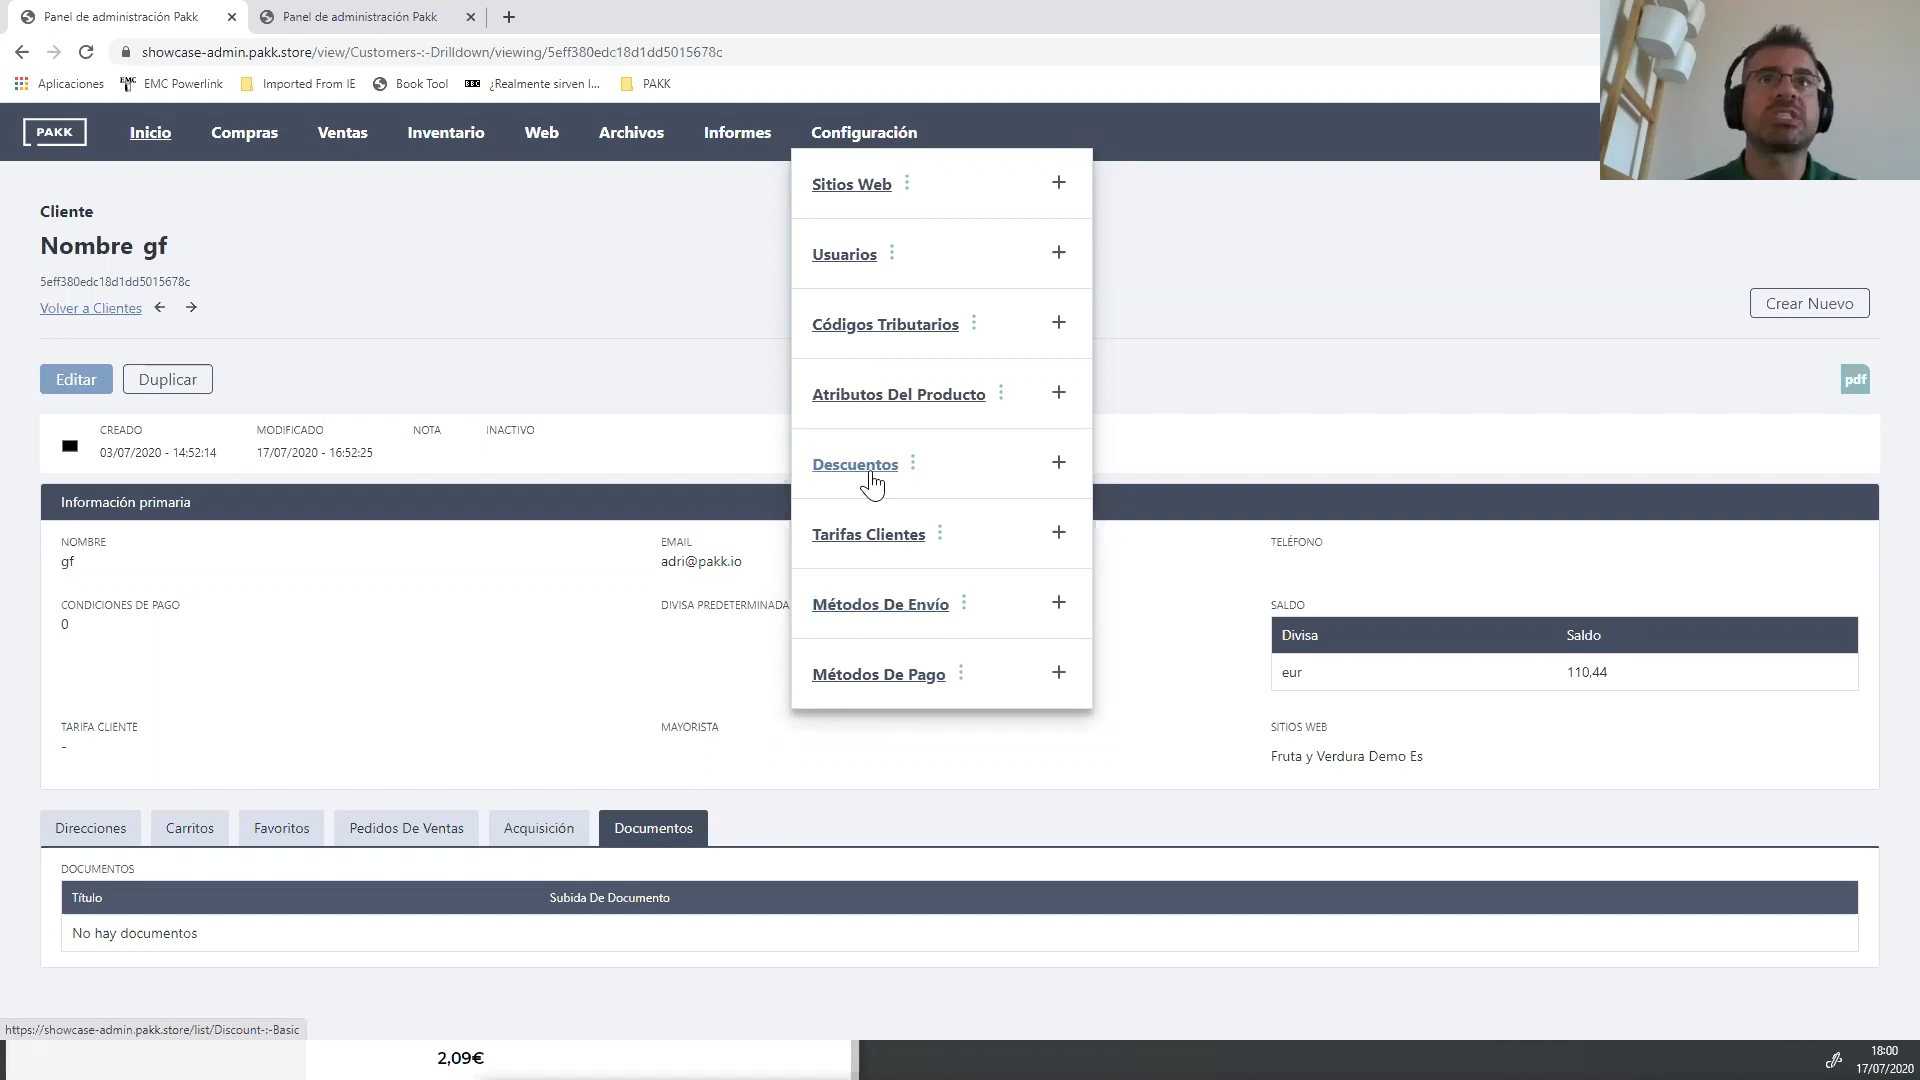 Panel de administración Pakk
Panel de administración Pakk
showcase-admin.pakk.store/view/Customers-:-Drilldown/viewing/5eff380edc18d1dd5015678c
Aplicaciones
EMC
EMC Powerlink
Imported From IE
Book Tool
BBC
¿Realmente sirven l...
PAKK
PAKK
Inicio
Compras
Ventas
Inventario
Web
Archivos
Informes
Configuración
Sitios Web
Usuarios
Códigos Tributarios
Atributos Del Producto
Descuentos
Tarifas Clientes
Métodos De Envío
Métodos De Pago
Cliente
Nombre gf
5eff380edc18d1dd5015678c
Volver a Clientes
Crear Nuevo
Editar
Duplicar
pdf
CREADO
03/07/2020 - 14:52:14
MODIFICADO
17/07/2020 - 16:52:25
NOTA
INACTIVO
Información primaria
NOMBRE
gf
EMAIL
adri@pakk.io
TELÉFONO
CONDICIONES DE PAGO
0
DIVISA PREDETERMINADA
SALDO
Divisa
Saldo
eur
110,44
TARIFA CLIENTE
-
MAYORISTA
SITIOS WEB
Fruta y Verdura Demo Es
Direcciones
Carritos
Favoritos
Pedidos De Ventas
Acquisición
Documentos
DOCUMENTOS
Título
Subida De Documento
No hay documentos
https://showcase-admin.pakk.store/list/Discount-:-Basic
2,09€
18:00
17/07/2020